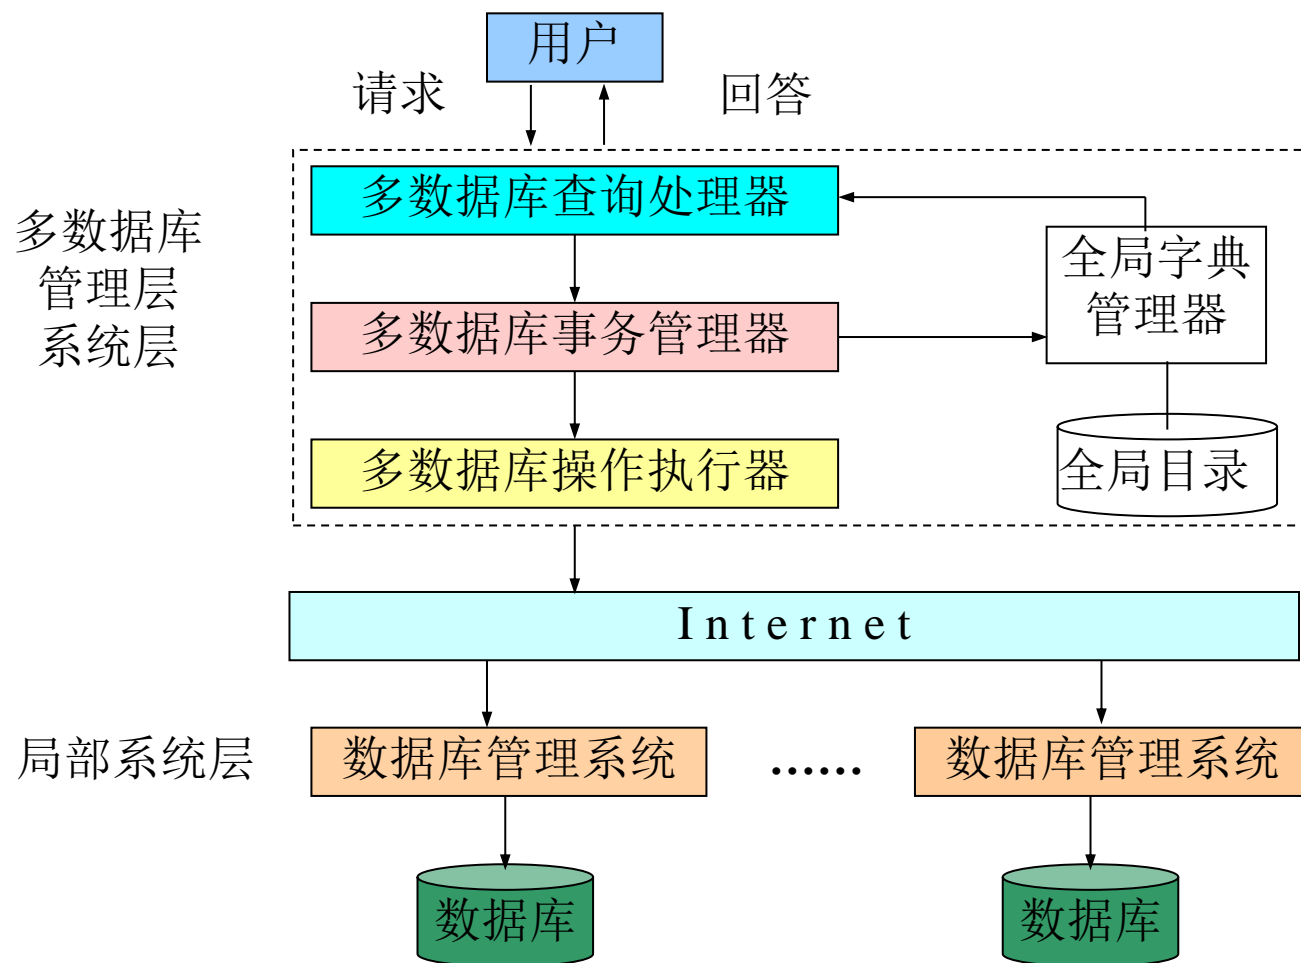 用户
请求
回答
多数据库查询处理器
多数据库
管理层
系统层
全局字典
管理器
多数据库事务管理器
多数据库操作执行器
全局目录
Internet
局部系统层
数据库管理系统
......
数据库管理系统
数据库
数据库